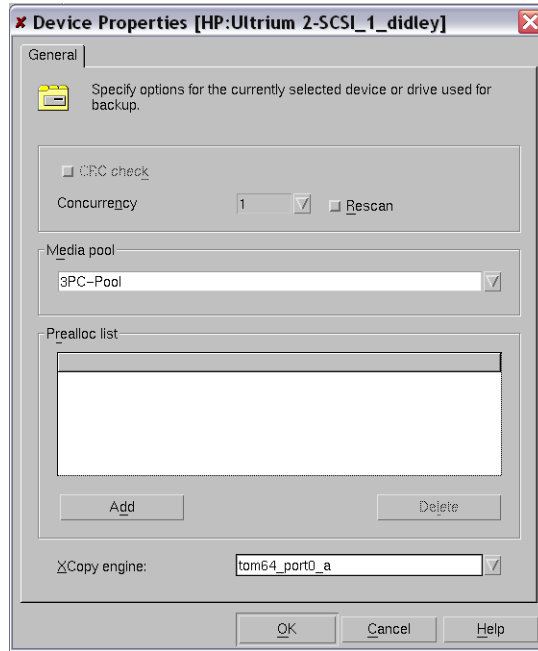 Device Properties [HP:Ultrium 2-SCSI_1_didley]
General
Specify options for the currently selected device or drive used for
backup.
CRC check
Concurrency 1 Rescan
Media pool
3PC-Pool
Prealloc list
Add Delete
XCopy engine: tom64_port0_a
OK Cancel Help